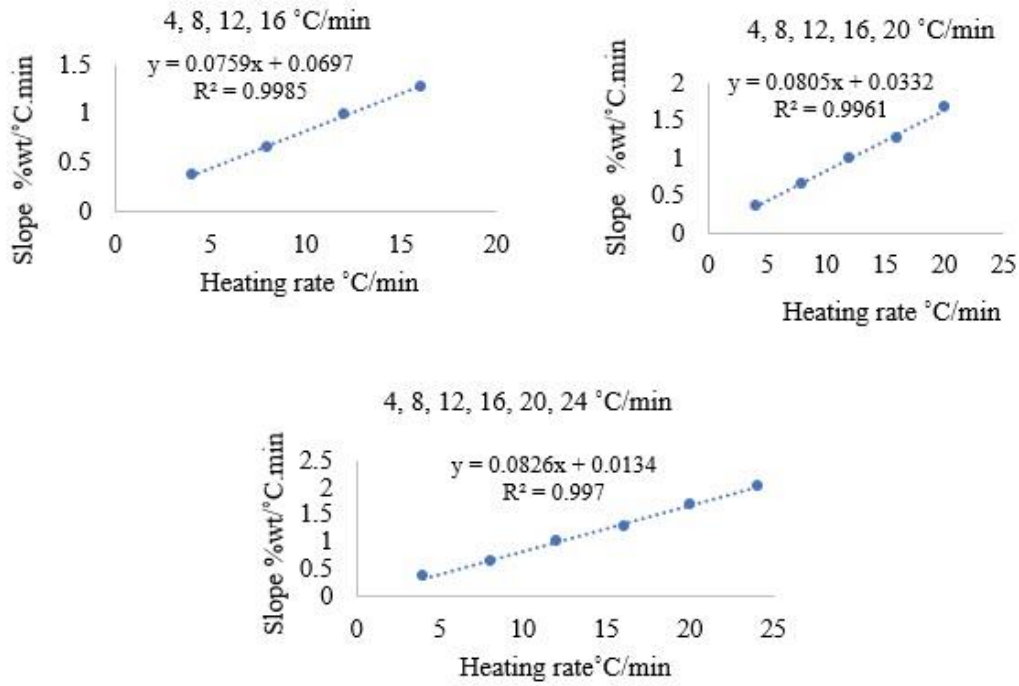 4, 8, 12, 16 ˚C/min
y = 0.0759x + 0.0697
R² = 0.9985
Slope %wt/˚C.min
1.5
1
0.5
0
0 5 10 15 20
Heating rate ˚C/min
4, 8, 12, 16, 20 ˚C/min
y = 0.0805x + 0.0332
R² = 0.9961
Slope %wt/˚C.min
2
1.5
1
0.5
0
0 5 10 15 20 25
Heating rate ˚C/min
4, 8, 12, 16, 20, 24 ˚C/min
y = 0.0826x + 0.0134
R² = 0.997
Slope %wt/˚C.min
2.5
2
1.5
1
0.5
0
0 5 10 15 20 25
Heating rate˚C/min